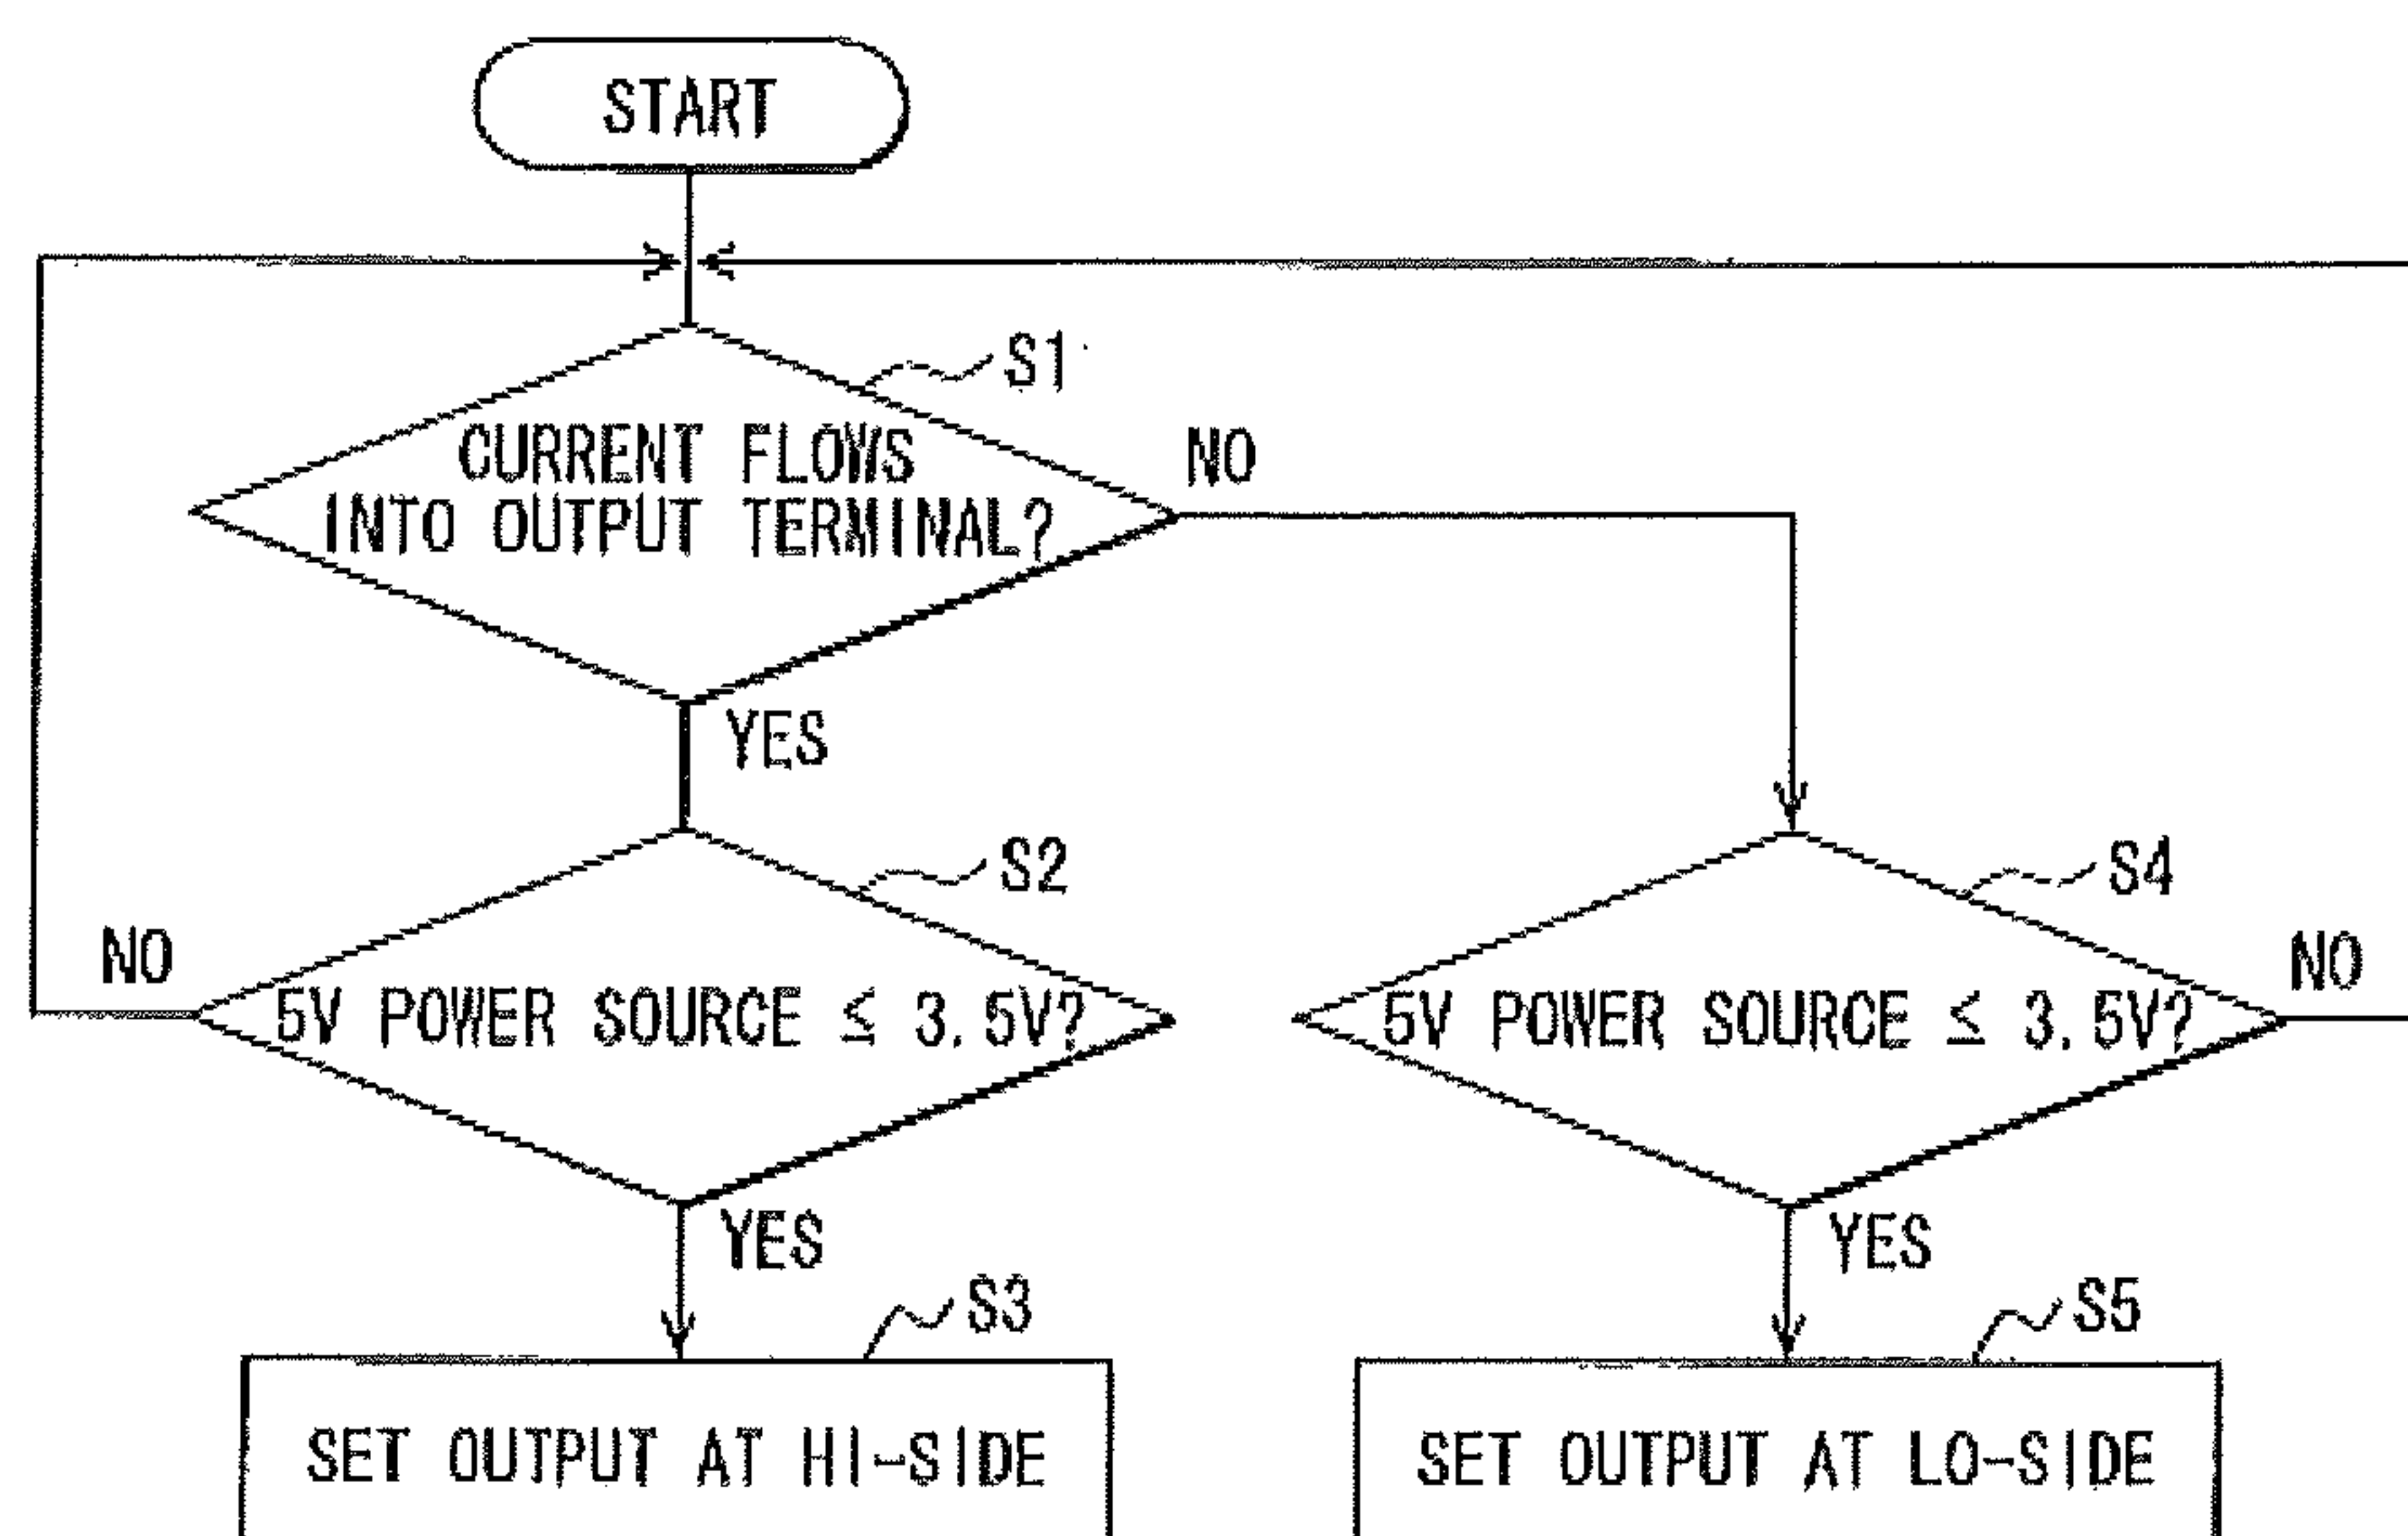 START
S1
CURRENT FLOWS
INTO OUTPUT TERMINAL?
NO
YES
S2
NO
5V POWER SOURCE ≤ 3.5V?
YES
S4
5V POWER SOURCE ≤ 3.5V?
NO
YES
S3
SET OUTPUT AT HI-SIDE
S5
SET OUTPUT AT LO-SIDE